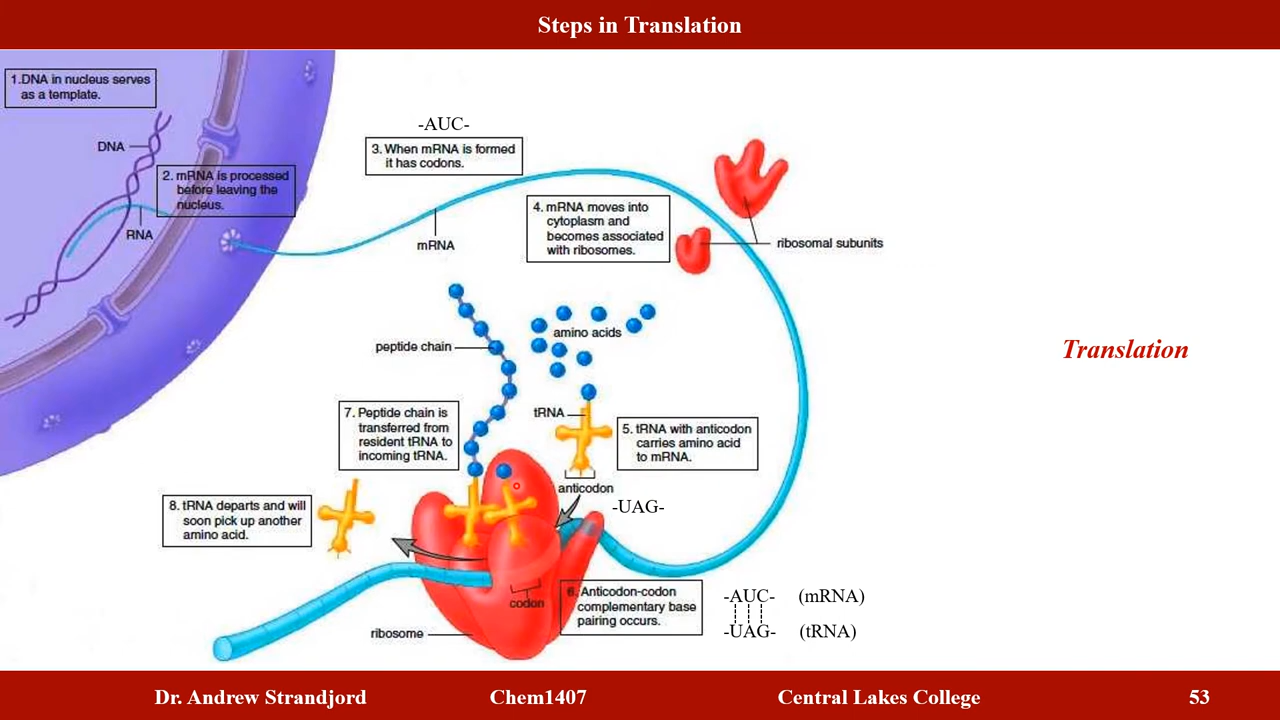 Steps in Translation
1.DNA in nucleus serves
as a template.
DNA
2. mRNA is processed
before leaving the
nucleus.
RNA
-AUC-
3. When mRNA is formed
it has codons.
mRNA
4. mRNA moves into
cytoplasm and
becomes associated
with ribosomes.
ribosomal subunits
peptide chain
amino acids
Translation
7. Peptide chain is
transferred from
resident tRNA to
incoming tRNA.
tRNA
5. tRNA with anticodon
carries amino acid
to mRNA.
anticodon
-UAG-
8. tRNA departs and will
soon pick up another
amino acid.
codon
6. Anticodon-codon
complementary base
pairing occurs.
ribosome
-AUC- (mRNA)
-UAG- (tRNA)
Dr. Andrew Strandjord Chem1407 Central Lakes College 53